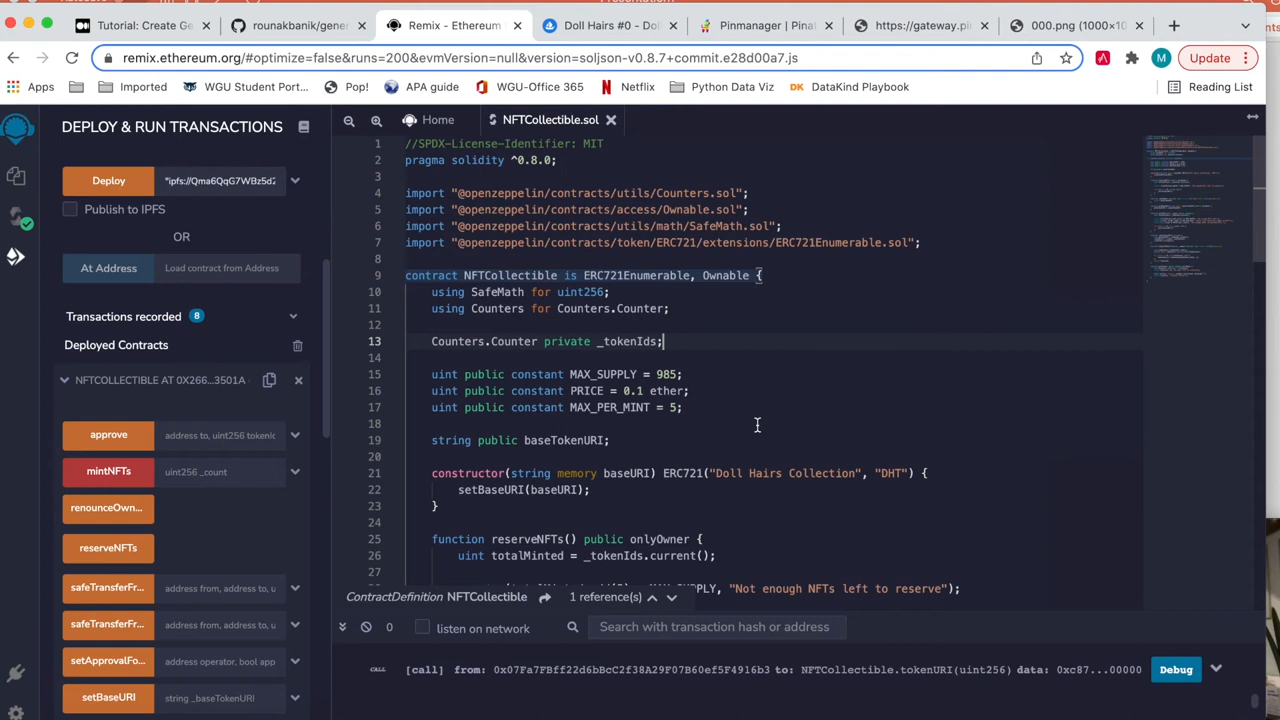 Tutorial: Create Ge
rounakbanik/gener
Remix - Ethereum
Doll Hairs #0 - Do
Pinmanager | Pinat
https://gateway.pi
000.png (1000×10
remix.ethereum.org/#optimize=false&runs=200&evmVersion=null&version=soljson-v0.8.7+commit.e28d00a7.js
M
Update
Apps
Imported
WGU Student Port...
Pop!
APA guide
WGU-Office 365
Netflix
Python Data Viz
DK
DataKind Playbook
Reading List
DEPLOY & RUN TRANSACTIONS
Home
NFTCollectible.sol
Deploy
"ipfs://Qma6QqG7WBz5d2
Publish to IPFS
OR
At Address
Load contract from Address
Transactions recorded 8
Deployed Contracts
NFTCOLLECTIBLE AT 0X266...3501A
approve
address to, uint256 tokenIc
mintNFTs
uint256 _count
renounceOwn...
reserveNFTs
safeTransferFr...
address from, address to, u
safeTransferFr...
address from, address to, u
setApprovalFo...
address operator, bool app
setBaseURI
string _baseTokenURI
1 //SPDX-License-Identifier: MIT
2 pragma solidity ^0.8.0;
3
4 import "@openzeppelin/contracts/utils/Counters.sol";
5 import "@openzeppelin/contracts/access/Ownable.sol";
6 import "@openzeppelin/contracts/utils/math/SafeMath.sol";
7 import "@openzeppelin/contracts/token/ERC721/extensions/ERC721Enumerable.sol";
8
9 contract NFTCollectible is ERC721Enumerable, Ownable {
10 using SafeMath for uint256;
11 using Counters for Counters.Counter;
12
13 Counters.Counter private _tokenIds;
14
15 uint public constant MAX_SUPPLY = 985;
16 uint public constant PRICE = 0.1 ether;
17 uint public constant MAX_PER_MINT = 5;
18
19 string public baseTokenURI;
20
21 constructor(string memory baseURI) ERC721("Doll Hairs Collection", "DHT") {
22 setBaseURI(baseURI);
23 }
24
25 function reserveNFTs() public onlyOwner {
26 uint totalMinted = _tokenIds.current();
27
"Not enough NFTs left to reserve");
ContractDefinition NFTCollectible
1 reference(s)
0
listen on network
Search with transaction hash or address
CALL
[call] from: 0x07Fa7FBff22d6bBcC2f38A29F07B60ef5F4916b3 to: NFTCollectible.tokenURI(uint256) data: 0xc87...00000
Debug